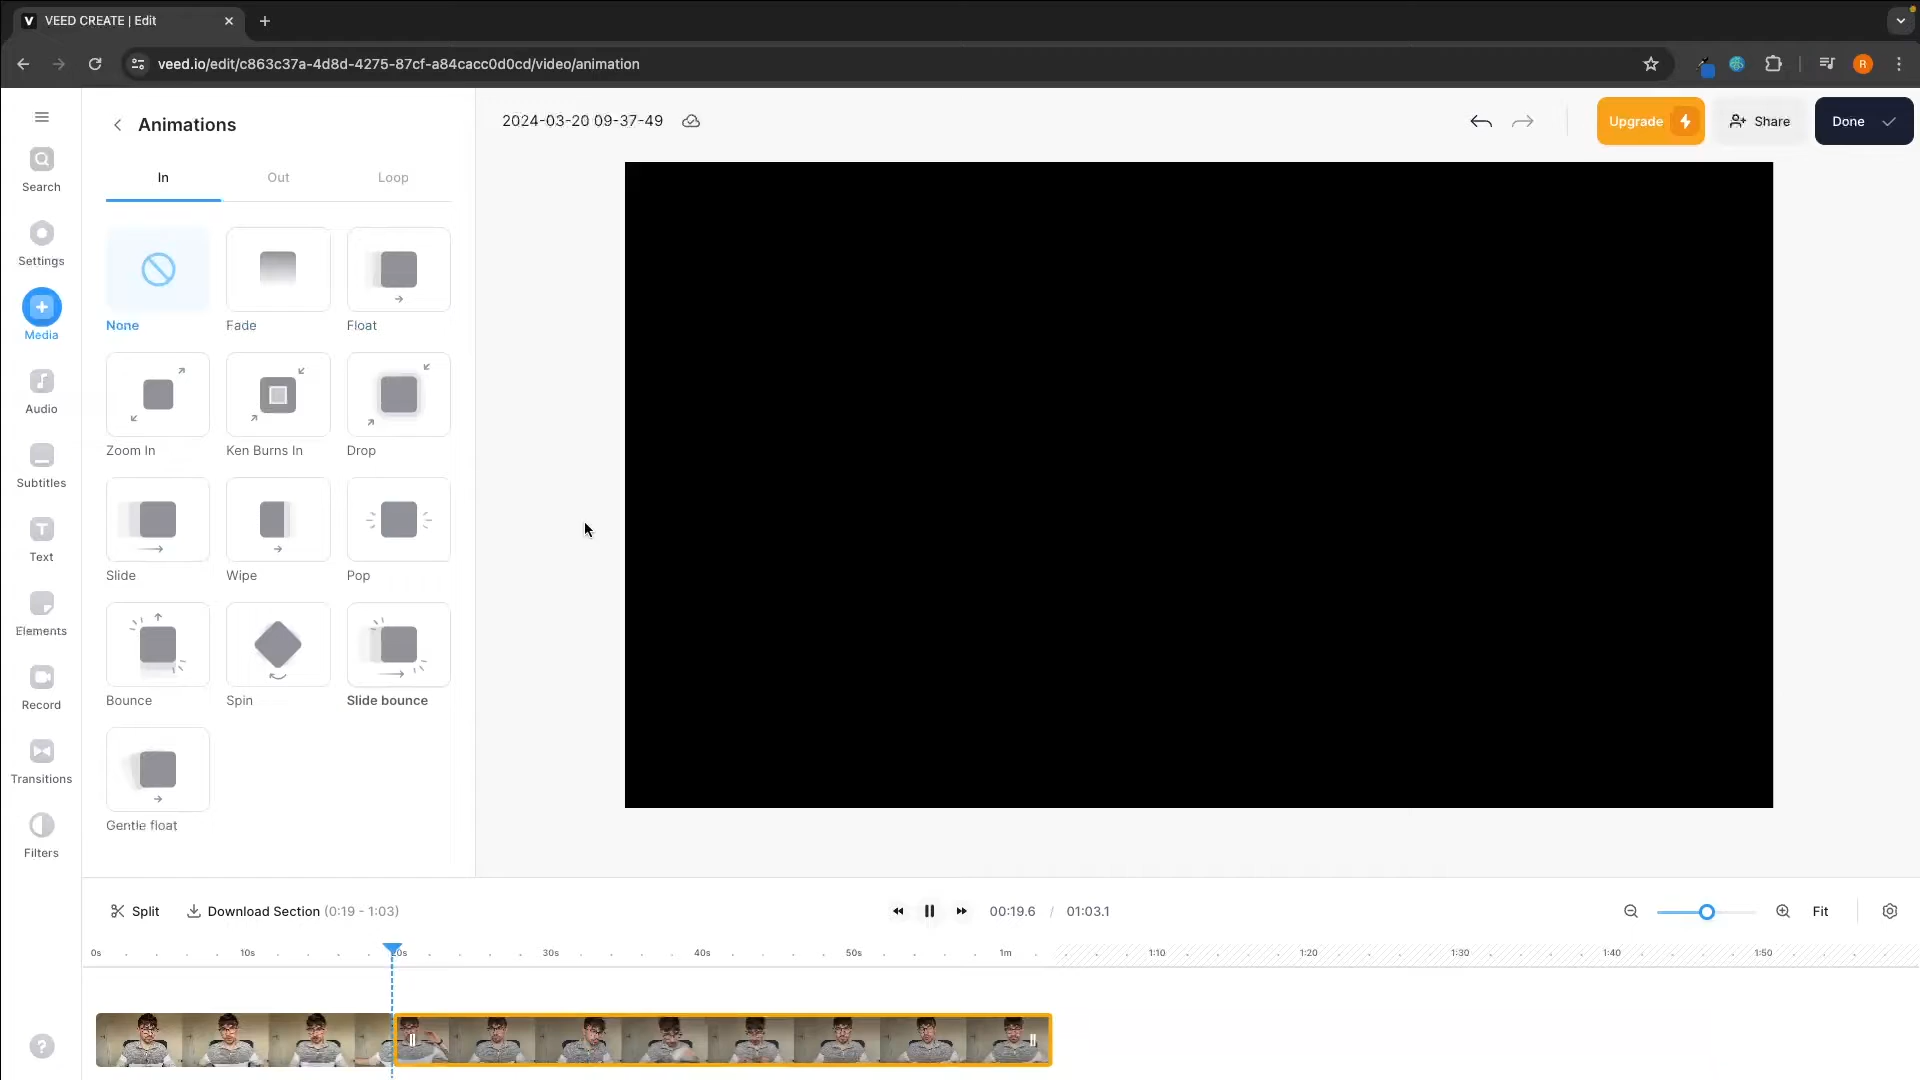 VEED CREATE | Edit
veed.io/edit/c863c37a-4d8d-4275-87cf-a84cacc0d0cd/video/animation
R
Search
Settings
Media
Audio
Subtitles
Text
Elements
Record
Transitions
Filters
Animations
In Out Loop
None Fade Float
Zoom In Ken Burns In Drop
Slide Wipe Pop
Bounce Spin Slide bounce
Gentle float
2024-03-20 09-37-49
Upgrade Share Done
Split Download Section (0:19 - 1:03)
00:19.6 / 01:03.1
Fit
0s 10s 20s 30s 40s 50s 1m 1:10 1:20 1:30 1:40 1:50